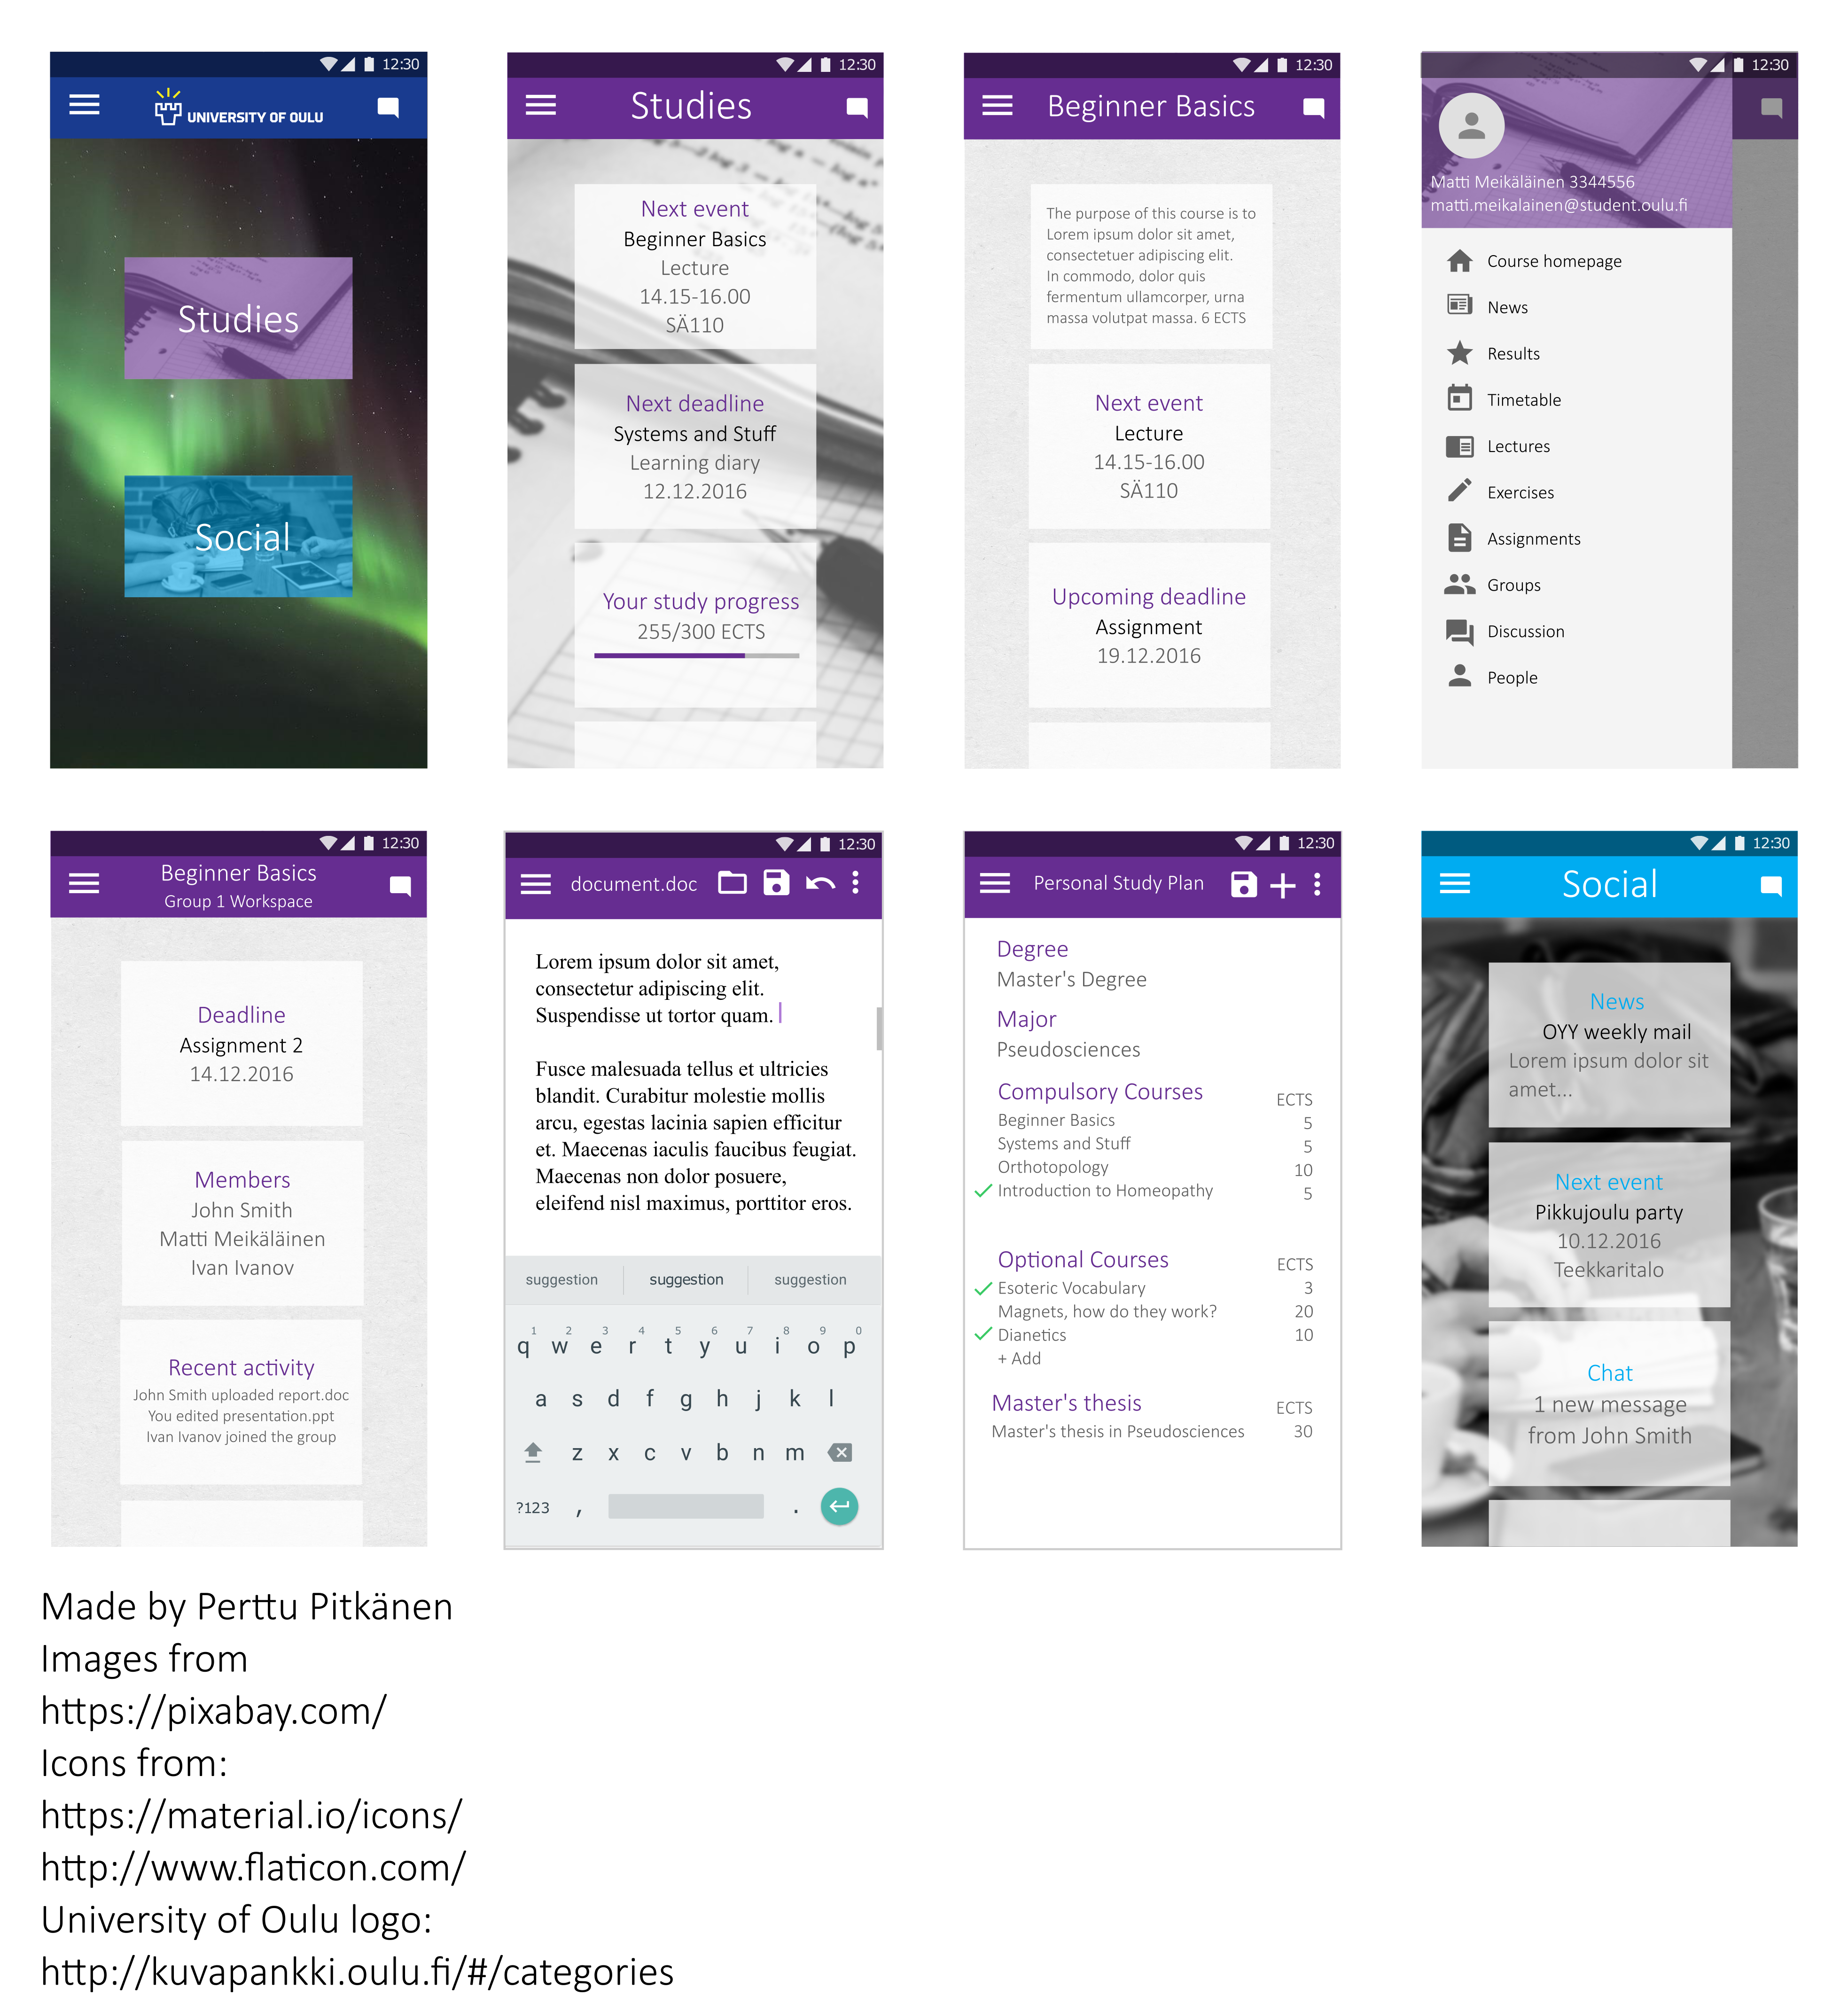 12:30
UNIVERSITY OF OULU
Studies
Social
12:30
Studies
Next event
Beginner Basics
Lecture
14.15-16.00
SÄ110
Next deadline
Systems and Stuff
Learning diary
12.12.2016
Your study progress
255/300 ECTS
12:30
Beginner Basics
The purpose of this course is to
Lorem ipsum dolor sit amet,
consectetuer adipiscing elit.
In commodo, dolor quis
fermentum ullamcorper, urna
massa volutpat massa. 6 ECTS
Next event
Lecture
14.15-16.00
SÄ110
Upcoming deadline
Assignment
19.12.2016
12:30
Matti Meikäläinen 3344556
matti.meikalainen@student.oulu.fi
Course homepage
News
Results
Timetable
Lectures
Exercises
Assignments
Groups
Discussion
People
12:30
Beginner Basics
Group 1 Workspace
Deadline
Assignment 2
14.12.2016
Members
John Smith
Matti Meikäläinen
Ivan Ivanov
Recent activity
John Smith uploaded report.doc
You edited presentation.ppt
Ivan Ivanov joined the group
12:30
document.doc
Lorem ipsum dolor sit amet,
consectetur adipiscing elit.
Suspendisse ut tortor quam.
Fusce malesuada tellus et ultricies
blandit. Curabitur molestie mollis
arcu, egestas lacinia sapien efficitur
et. Maecenas iaculis faucibus feugiat.
Maecenas non dolor posuere,
eleifend nisl maximus, porttitor eros.
suggestion suggestion suggestion
1 2 3 4 5 6 7 8 9 0
q w e r t y u i o p
a s d f g h j k l
z x c v b n m
?123 , .
12:30
Personal Study Plan
Degree
Master's Degree
Major
Pseudosciences
Compulsory Courses ECTS
Beginner Basics 5
Systems and Stuff 5
Orthotopology 10
Introduction to Homeopathy 5
Optional Courses ECTS
Esoteric Vocabulary 3
Magnets, how do they work? 20
Dianetics 10
+ Add
Master's thesis ECTS
Master's thesis in Pseudosciences 30
12:30
Social
News
OYY weekly mail
Lorem ipsum dolor sit
amet...
Next event
Pikkujoulu party
10.12.2016
Teekkaritalo
Chat
1 new message
from John Smith
Made by Perttu Pitkänen
Images from
https://pixabay.com/
Icons from:
https://material.io/icons/
http://www.flaticon.com/
University of Oulu logo:
http://kuvapankki.oulu.fi/#/categories